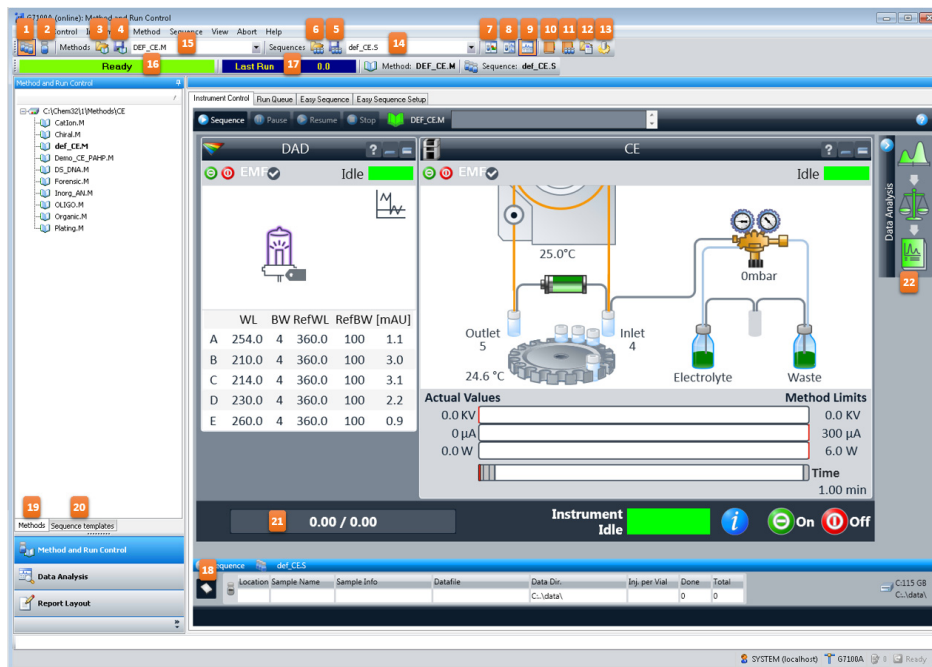 G7100A (online): Method and Run Control
Method Sequence View Abort Help
1 2 3 4 15 6 5 14 7 8 9 10 11 12 13
Methods DEF_CE.M Sequences def_CE.S
16 17
Ready Last Run 0.0 Method: DEF_CE.M Sequence: def_CE.S
Method and Run Control
Instrument Control Run Queue Easy Sequence Easy Sequence Setup
Sequence Pause Resume Stop DEF_CE.M
C:\Chem32\1\Methods\CE
CatIon.M
Chiral.M
def_CE.M
Demo_CE_PAHP.M
DS_DNA.M
Forensic.M
Inorg_AN.M
OLIGO.M
Organic.M
Plating.M
DAD ?
EMF Idle
WL BW RefWL RefBW [mAU]
A 254.0 4 360.0 100 1.1
B 210.0 4 360.0 100 3.0
C 214.0 4 360.0 100 3.1
D 230.0 4 360.0 100 2.2
E 260.0 4 360.0 100 0.9
CE ?
EMF Idle
25.0°C
0mbar
Outlet
5
Inlet
4
24.6 °C
Electrolyte Waste
Actual Values Method Limits
0.0 KV 0.0 KV
0 µA 300 µA
0.0 W 6.0 W
Time
1.00 min
Data Analysis
22
19 20
Methods Sequence templates
21 0.00 / 0.00
Instrument
Idle
i On Off
Method and Run Control
Data Analysis
Report Layout
18
Sequence def_CE.S
Location Sample Name Sample Info Datafile Data Dir. Inj. per Vial Done Total
C:..\data\ 0 0
C:115 GB
C:..\data\
SYSTEM (localhost) G7100A 0 Ready